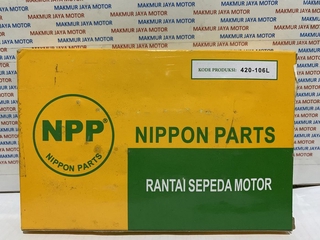 MAKMUR JAYA MOTOR
KODE PRODUKSI: 420-106L
NPP®
NIPPON PARTS
NIPPON PARTS
RANTAI SEPEDA MOTOR